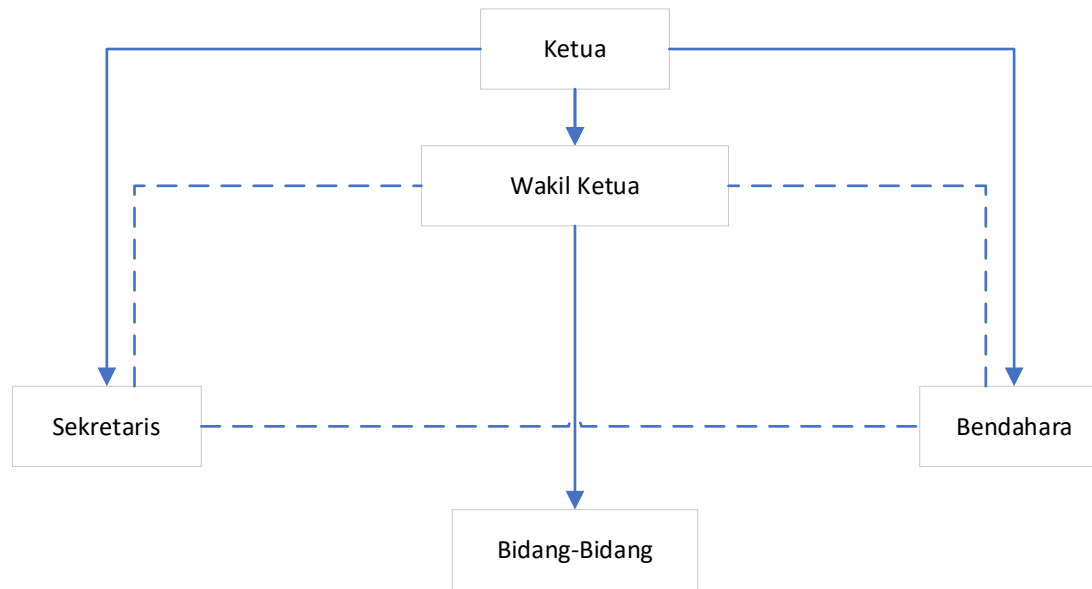 Ketua
Wakil Ketua
Sekretaris
Bendahara
Bidang-Bidang